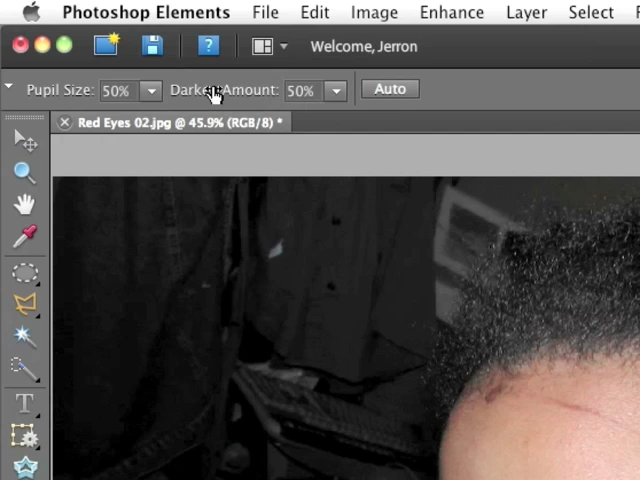 Photoshop Elements File Edit Image Enhance Layer Select
Welcome, Jerron
Pupil Size: 50% Darken Amount: 50% Auto
Red Eyes 02.jpg @ 45.9% (RGB/8) *